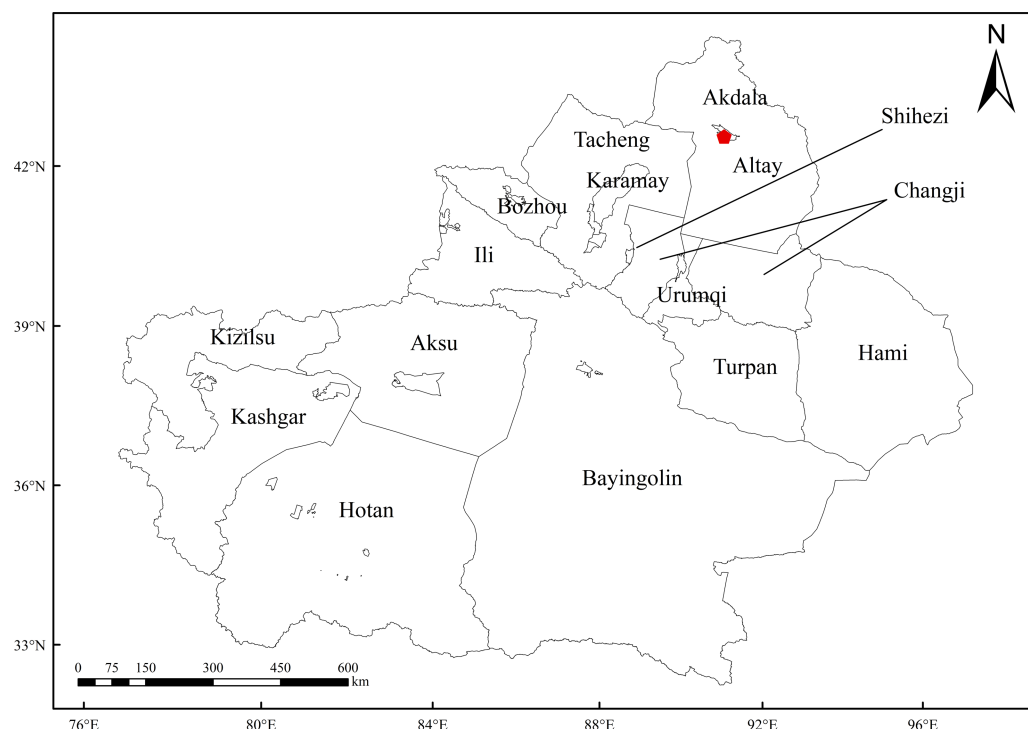 N
Akdala
Shihezi
Tacheng
42°N
Altay
Karamay
Changji
Bozhou
Ili
Urumqi
39°N
Kizilsu
Aksu
Hami
Turpan
Kashgar
36°N
Bayingolin
Hotan
33°N
0 75 150 300 450 600
km
76°E 80°E 84°E 88°E 92°E 96°E